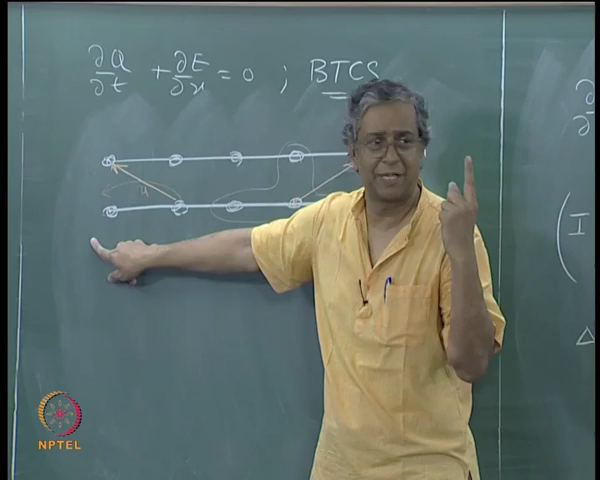 ∂Q/∂t + ∂E/∂x = 0 ; BTCS
∂
∂
u
( I
Δ
NPTEL